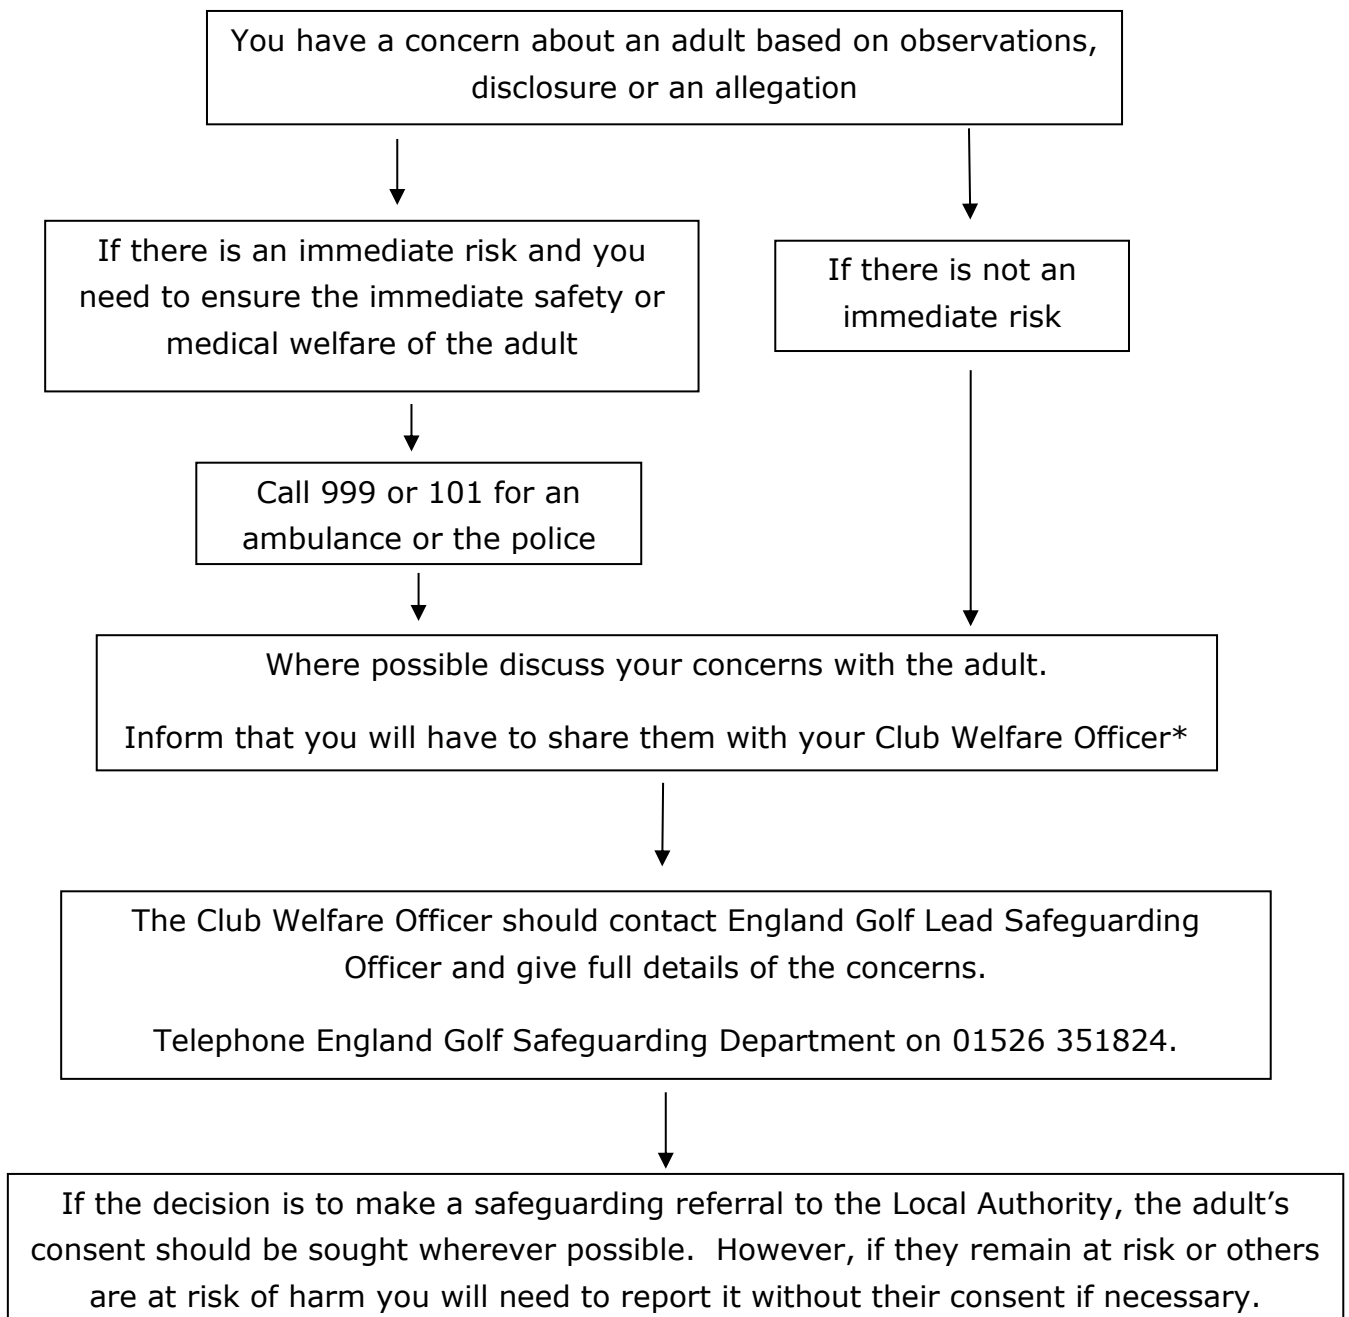 You have a concern about an adult based on observations,
disclosure or an allegation
If there is an immediate risk and you
need to ensure the immediate safety or
medical welfare of the adult
If there is not an
immediate risk
Call 999 or 101 for an
ambulance or the police
Where possible discuss your concerns with the adult.
Inform that you will have to share them with your Club Welfare Officer*
The Club Welfare Officer should contact England Golf Lead Safeguarding
Officer and give full details of the concerns.
Telephone England Golf Safeguarding Department on 01526 351824.
If the decision is to make a safeguarding referral to the Local Authority, the adult’s
consent should be sought wherever possible.  However, if they remain at risk or others
are at risk of harm you will need to report it without their consent if necessary.